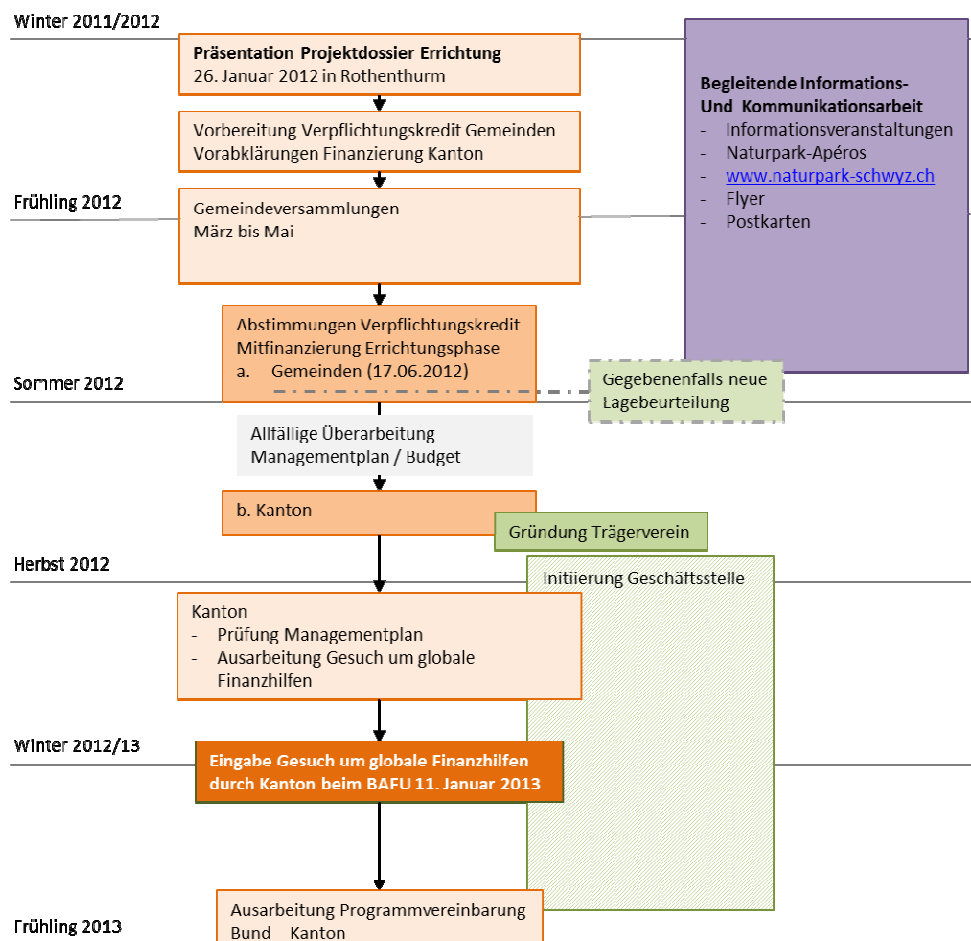 Winter 2011/2012
Präsentation Projektdossier Errichtung
26. Januar 2012 in Rothenthurm
Vorbereitung Verpflichtungskredit Gemeinden
Vorabklärungen Finanzierung Kanton
Begleitende Informations-
Und Kommunikationsarbeit
- Informationsveranstaltungen
- Naturpark-Apéros
- www.naturpark-schwyz.ch
- Flyer
- Postkarten
Frühling 2012
Gemeindeversammlungen
März bis Mai
Abstimmungen Verpflichtungskredit
Mitfinanzierung Errichtungsphase
a. Gemeinden (17.06.2012)
Sommer 2012
Gegebenenfalls neue
Lagebeurteilung
Allfällige Überarbeitung
Managementplan / Budget
b. Kanton
Gründung Trägerverein
Herbst 2012
Initiierung Geschäftsstelle
Kanton
- Prüfung Managementplan
- Ausarbeitung Gesuch um globale
Finanzhilfen
Winter 2012/13
Eingabe Gesuch um globale Finanzhilfen
durch Kanton beim BAFU 11. Januar 2013
Frühling 2013
Ausarbeitung Programmvereinbarung
Bund Kanton